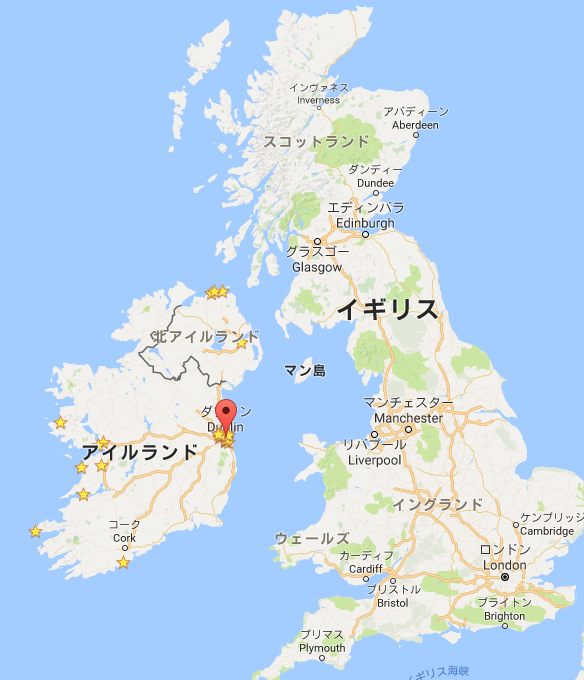 インヴァネス
Inverness
アバディーン
Aberdeen
スコットランド
ダンディー
Dundee
エディンバラ
Edinburgh
グラスゴー
Glasgow
イギリス
北アイルランド
マン島
マンチェスター
Manchester
リバプール
Liverpool
アイルランド
イングランド
ケンブリッジ
Cambridge
コーク
Cork
ウェールズ
カーディフ
Cardiff
ロンドン
London
ブリストル
Bristol
ブライトン
Brighton
プリマス
Plymouth
イギリス海峡